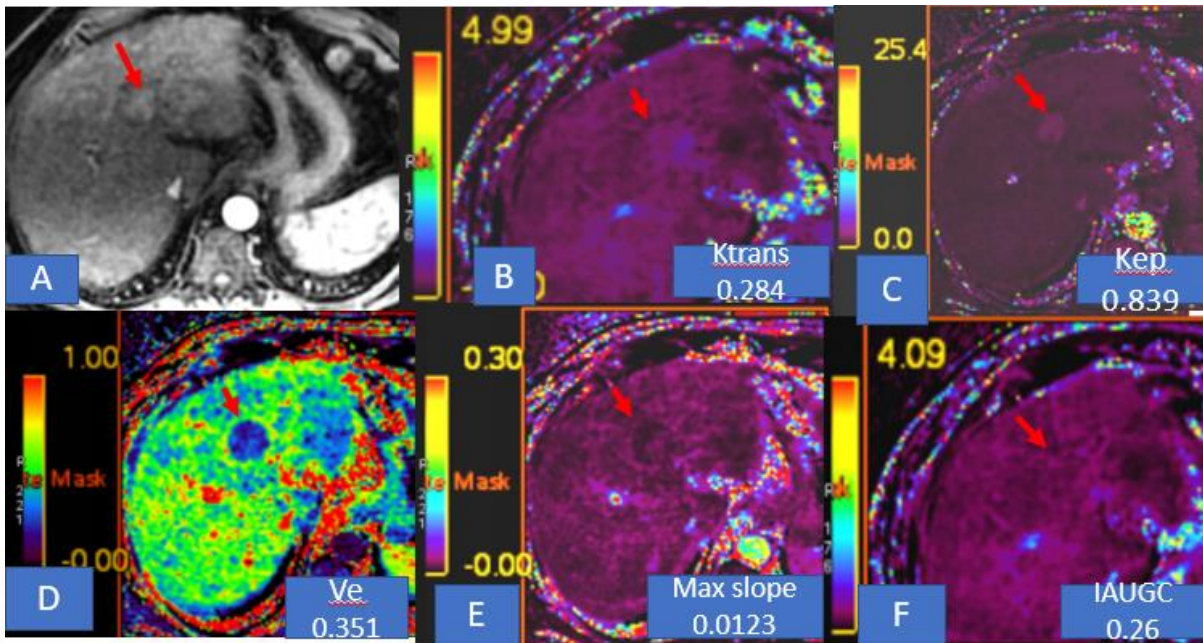 A
4.99
B
Ktrans
0.284
25.4
Mask
0.0
C
Kep
0.839
1.00
Mask
-0.00
D
Ve
0.351
0.30
Mask
-0.00
E
Max slope
0.0123
4.09
F
IAUGC
0.26